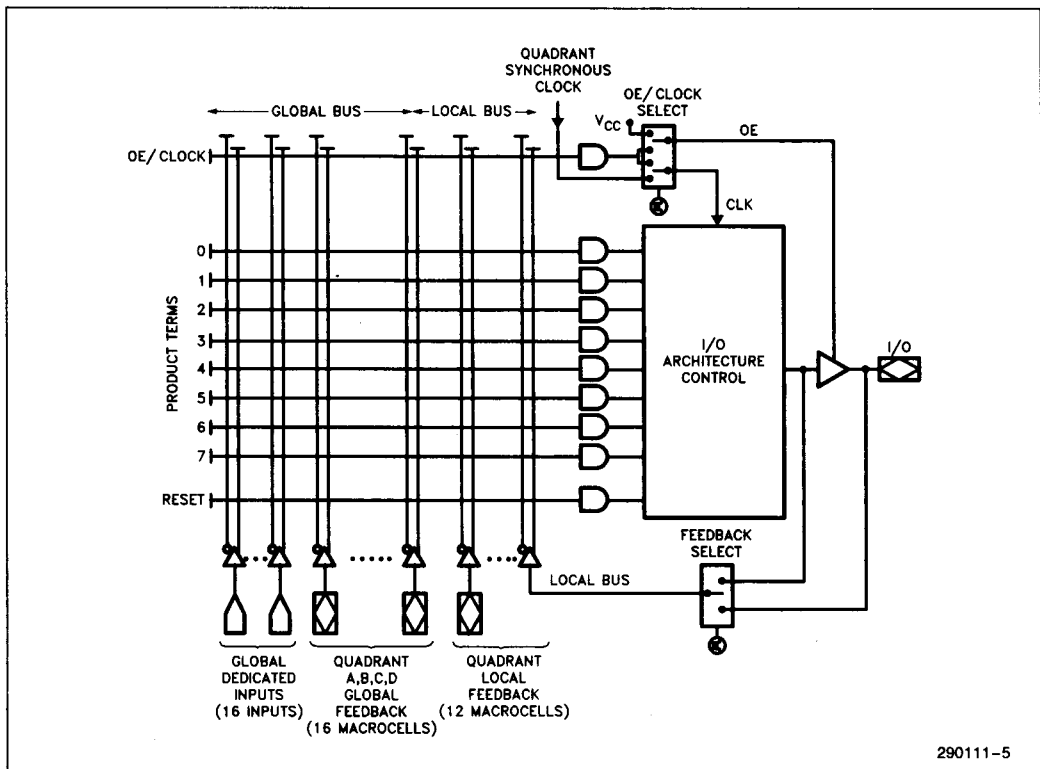 QUADRANT
SYNCHRONOUS
CLOCK
OE/CLOCK
SELECT
GLOBAL BUS
LOCAL BUS
VCC
OE
OE/CLOCK
CLK
PRODUCT TERMS
0
1
2
3
4
5
6
7
I/O
ARCHITECTURE
CONTROL
I/O
RESET
FEEDBACK
SELECT
LOCAL BUS
GLOBAL
DEDICATED
INPUTS
(16 INPUTS)
QUADRANT
A,B,C,D
GLOBAL
FEEDBACK
(16 MACROCELLS)
QUADRANT
LOCAL
FEEDBACK
(12 MACROCELLS)
290111-5